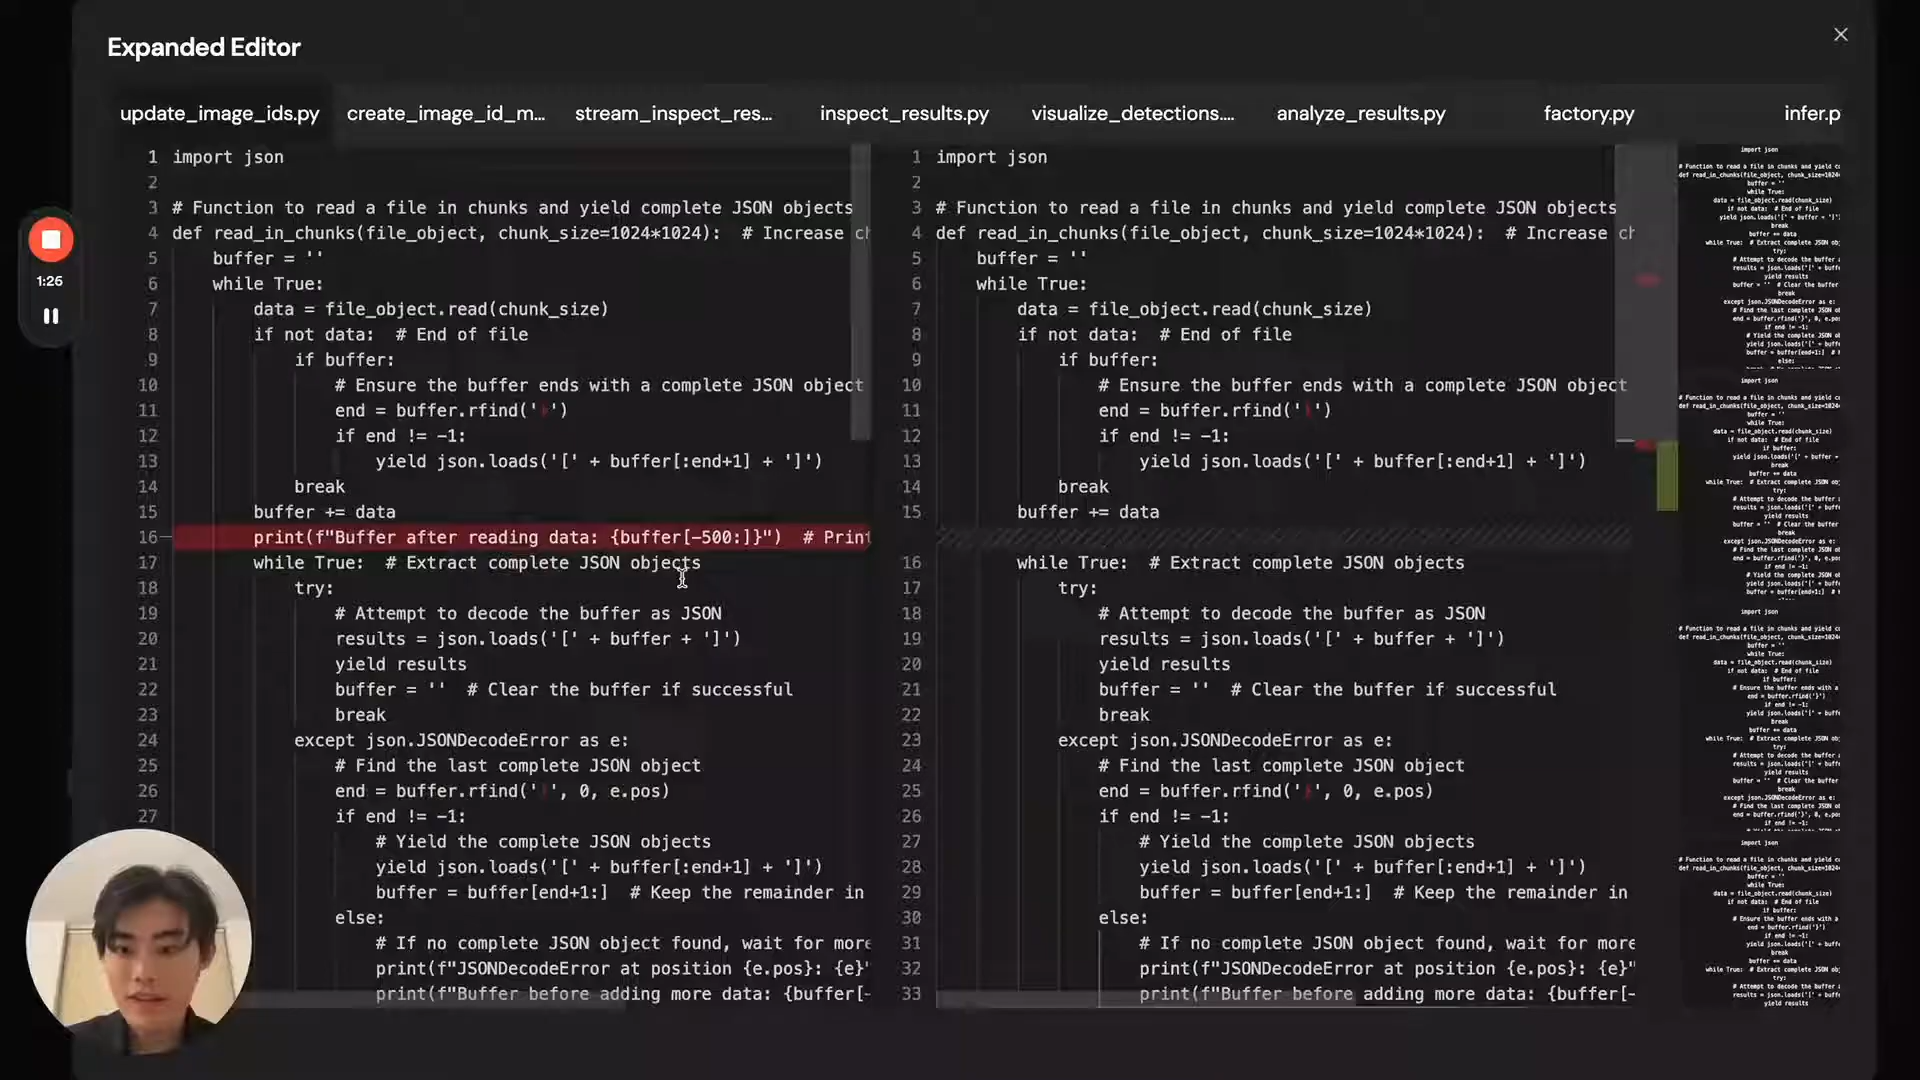 Expanded Editor
update_image_ids.py create_image_id_m... stream_inspect_res... inspect_results.py visualize_detections.... analyze_results.py factory.py infer.p
1:26
1 import json
2
3 # Function to read a file in chunks and yield complete JSON objects
4 def read_in_chunks(file_object, chunk_size=1024*1024):  # Increase ch
5     buffer = ''
6     while True:
7         data = file_object.read(chunk_size)
8         if not data:  # End of file
9             if buffer:
10                 # Ensure the buffer ends with a complete JSON object
11                 end = buffer.rfind('}')
12                 if end != -1:
13                     yield json.loads('[' + buffer[:end+1] + ']')
14             break
15         buffer += data
16         print(f"Buffer after reading data: {buffer[-500:]}")  # Print
17         while True:  # Extract complete JSON objects
18             try:
19                 # Attempt to decode the buffer as JSON
20                 results = json.loads('[' + buffer + ']')
21                 yield results
22                 buffer = ''  # Clear the buffer if successful
23                 break
24             except json.JSONDecodeError as e:
25                 # Find the last complete JSON object
26                 end = buffer.rfind('}', 0, e.pos)
27                 if end != -1:
                     # Yield the complete JSON objects
                     yield json.loads('[' + buffer[:end+1] + ']')
                     buffer = buffer[end+1:]  # Keep the remainder in
                 else:
                     # If no complete JSON object found, wait for more
                     print(f"JSONDecodeError at position {e.pos}: {e}"
                     print(f"Buffer before adding more data: {buffer[-
1 import json
2
3 # Function to read a file in chunks and yield complete JSON objects
4 def read_in_chunks(file_object, chunk_size=1024*1024):  # Increase ch
5     buffer = ''
6     while True:
7         data = file_object.read(chunk_size)
8         if not data:  # End of file
9             if buffer:
10                 # Ensure the buffer ends with a complete JSON object
11                 end = buffer.rfind('}')
12                 if end != -1:
13                     yield json.loads('[' + buffer[:end+1] + ']')
14             break
15         buffer += data
16         while True:  # Extract complete JSON objects
17             try:
18                 # Attempt to decode the buffer as JSON
19                 results = json.loads('[' + buffer + ']')
20                 yield results
21                 buffer = ''  # Clear the buffer if successful
22                 break
23             except json.JSONDecodeError as e:
24                 # Find the last complete JSON object
25                 end = buffer.rfind('}', 0, e.pos)
26                 if end != -1:
27                     # Yield the complete JSON objects
28                     yield json.loads('[' + buffer[:end+1] + ']')
29                     buffer = buffer[end+1:]  # Keep the remainder in
30                 else:
31                     # If no complete JSON object found, wait for more
32                     print(f"JSONDecodeError at position {e.pos}: {e}"
33                     print(f"Buffer before adding more data: {buffer[-